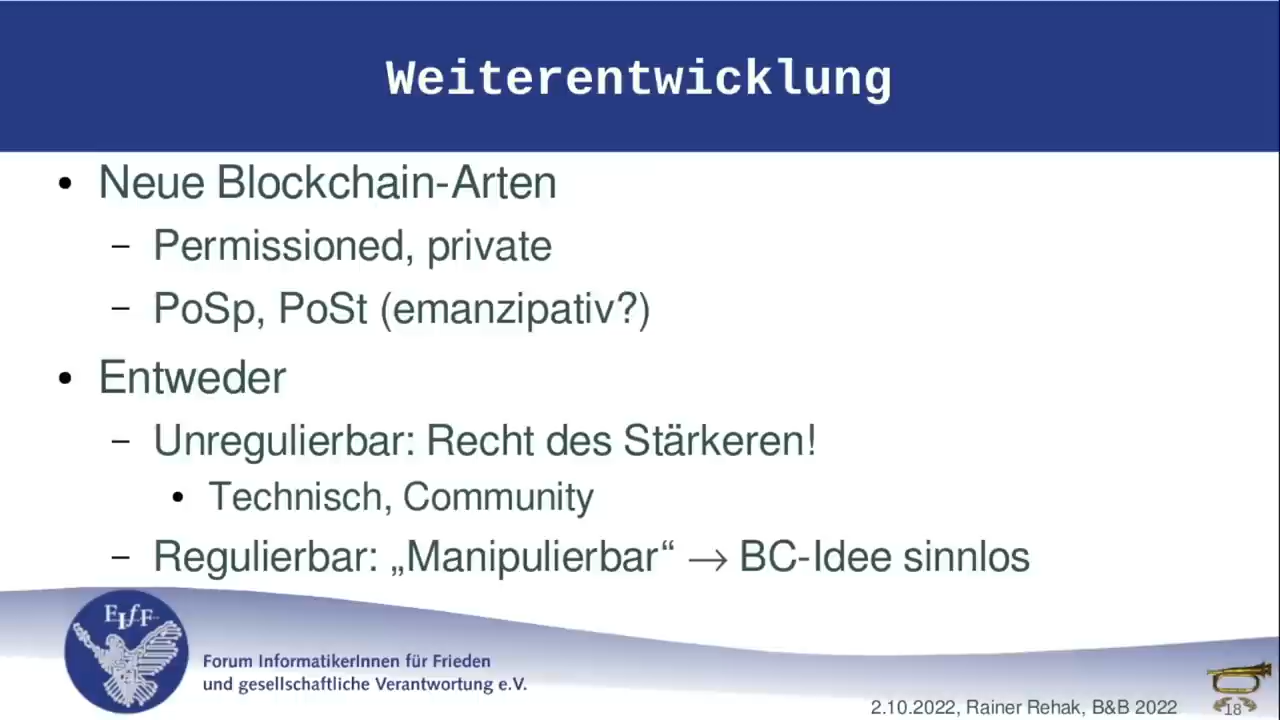 Weiterentwicklung
• Neue Blockchain-Arten
– Permissioned, private
– PoSp, PoSt (emanzipativ?)
• Entweder
– Unregulierbar: Recht des Stärkeren!
• Technisch, Community
– Regulierbar: „Manipulierbar“ → BC-Idee sinnlos
FIfF
Forum InformatikerInnen für Frieden
und gesellschaftliche Verantwortung e.V.
2.10.2022, Rainer Rehak, B&B 2022
18